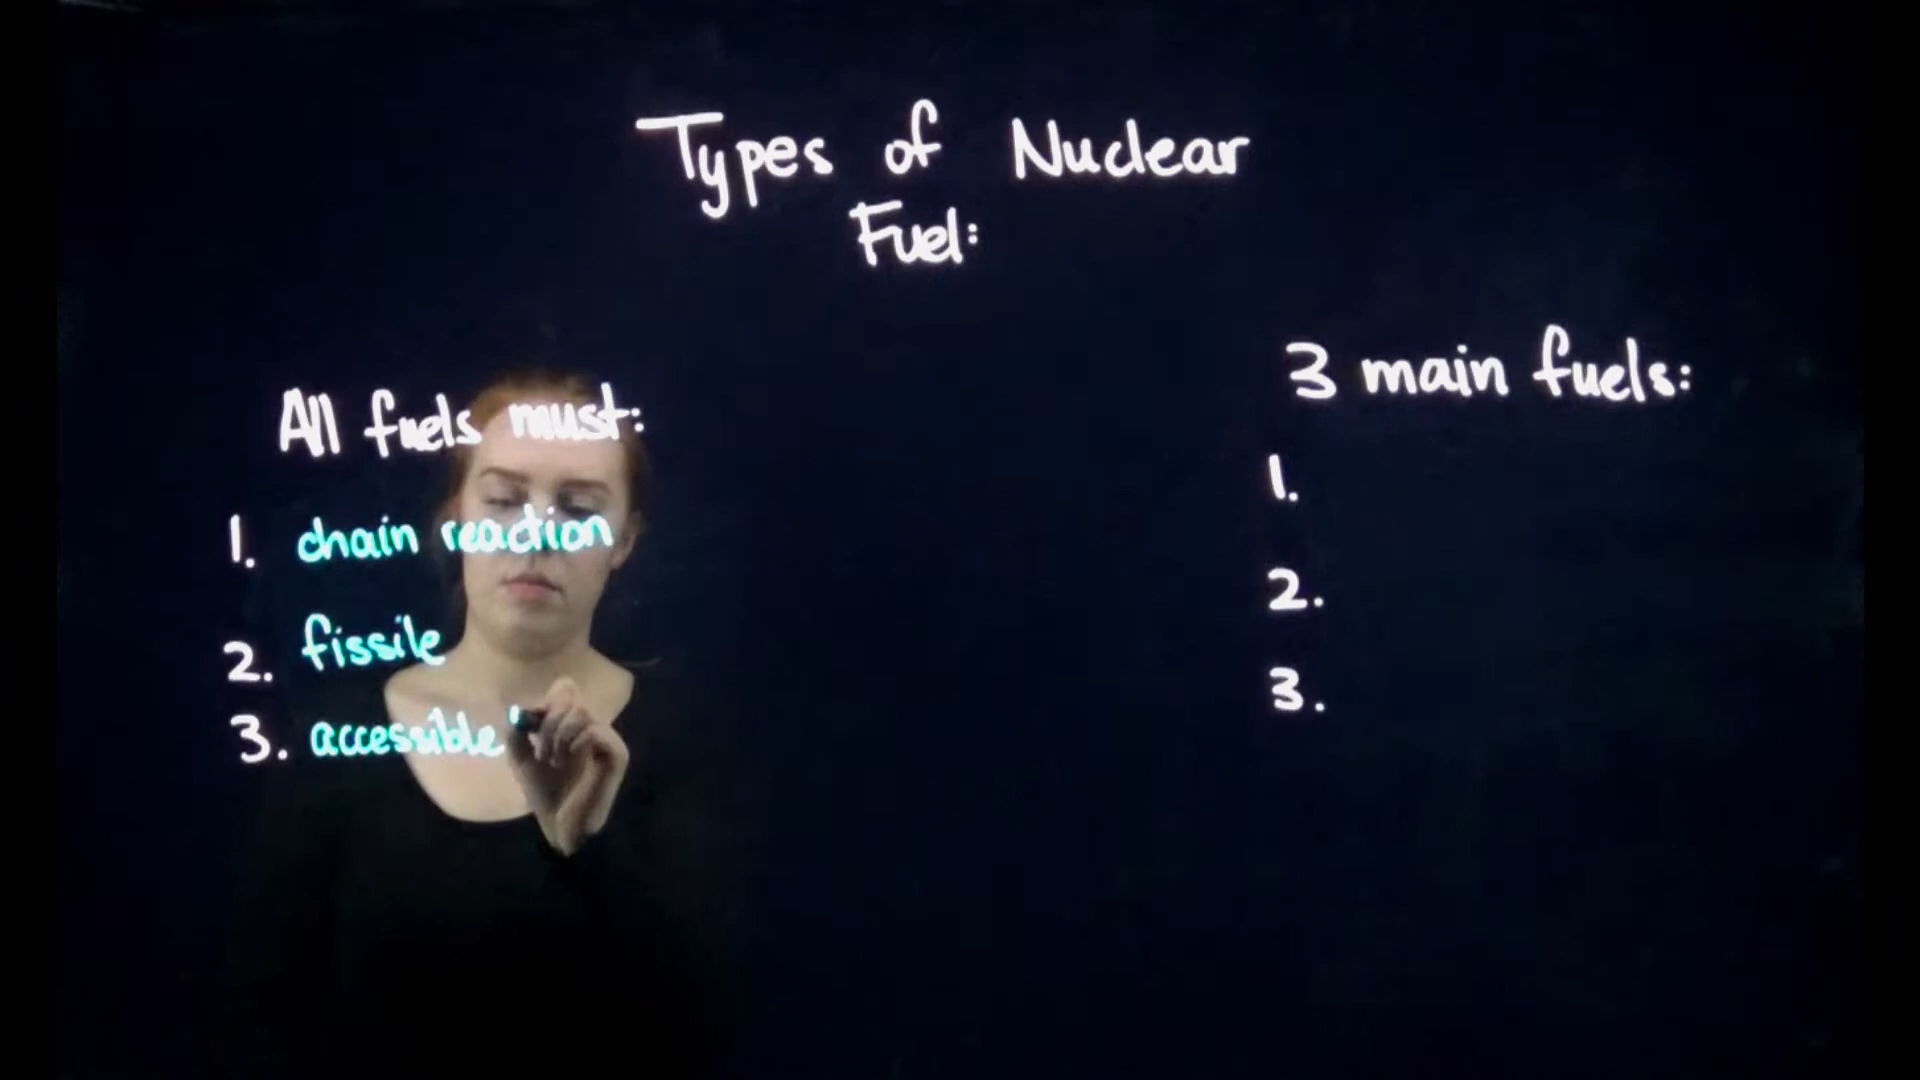 Types of Nuclear
Fuel:
All fuels must:
1. chain reaction
2. fissile
3. accessible
3 main fuels:
1.
2.
3.